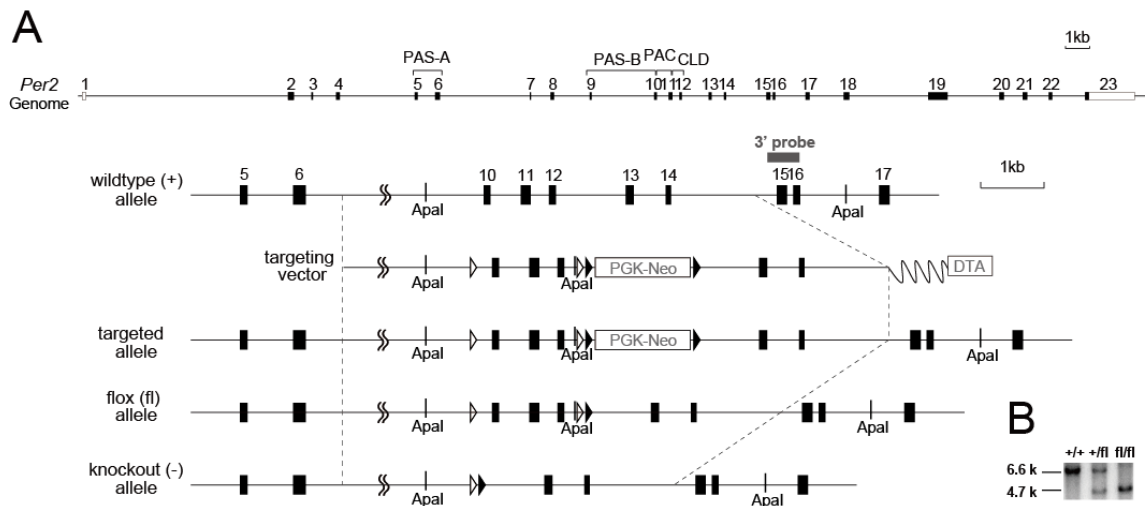 A
1kb
PAS-A
PAS-B PAC CLD
Per2 Genome
1 2 3 4 5 6 7 8 9 10 11 12 13 14 15 16 17 18 19 20 21 22 23
3' probe
wildtype (+) allele
5 6 10 11 12 13 14 15 16 17
1kb
ApaI ApaI
targeting vector
ApaI PGK-Neo DTA
targeted allele
ApaI ApaI PGK-Neo ApaI
flox (fl) allele
ApaI ApaI ApaI
knockout (-) allele
ApaI ApaI
B
+/+ +/fl fl/fl
6.6 k
4.7 k